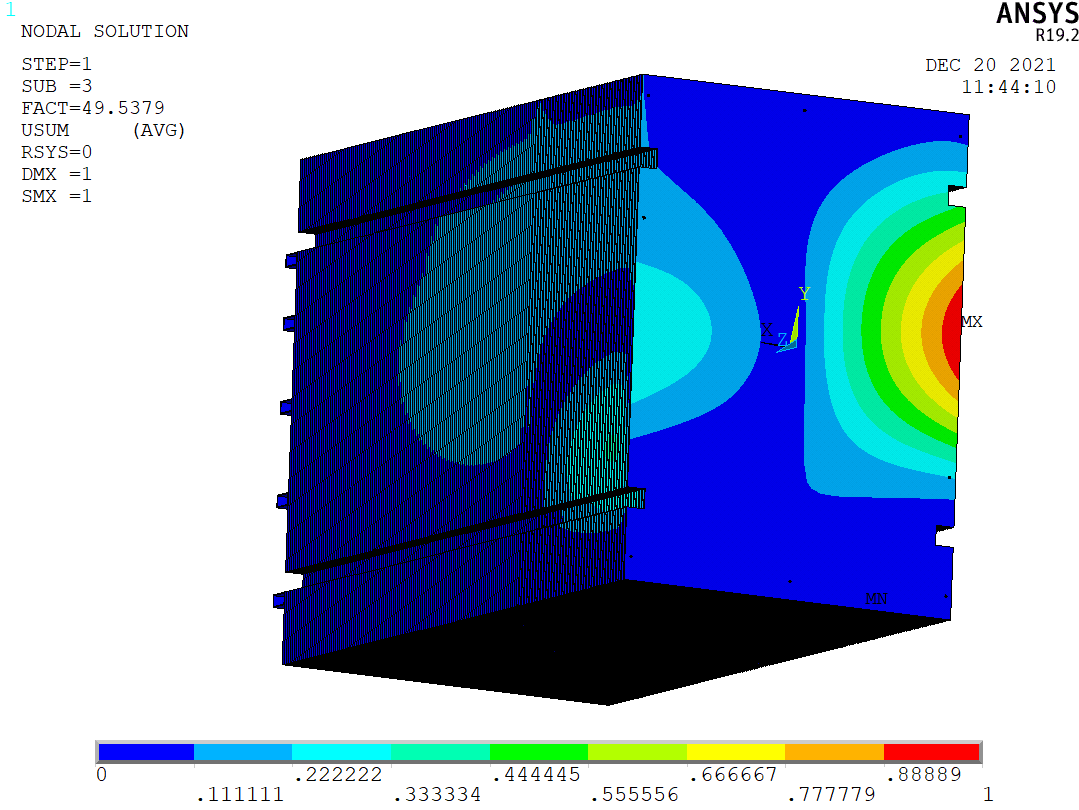 1
ANSYS
R19.2
NODAL SOLUTION
STEP=1
SUB =3
FACT=49.5379
USUM (AVG)
RSYS=0
DMX =1
SMX =1
DEC 20 2021
11:44:10
Y
X
Z
MX
MN
0 .222222 .444445 .666667 .88889
.111111 .333334 .555556 .777779 1